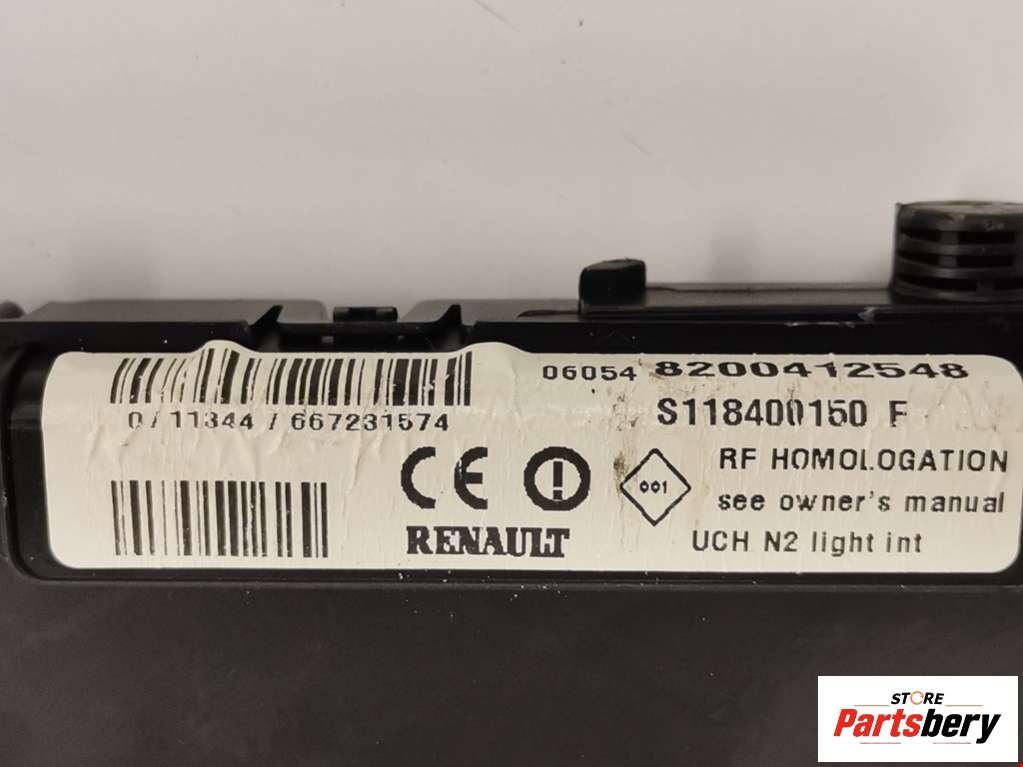 06054 8200412548
0/11344/667231574
S118400150 F
RF HOMOLOGATION
001
see owner's manual
RENAULT
UCH N2 light int
STORE
Partsbery